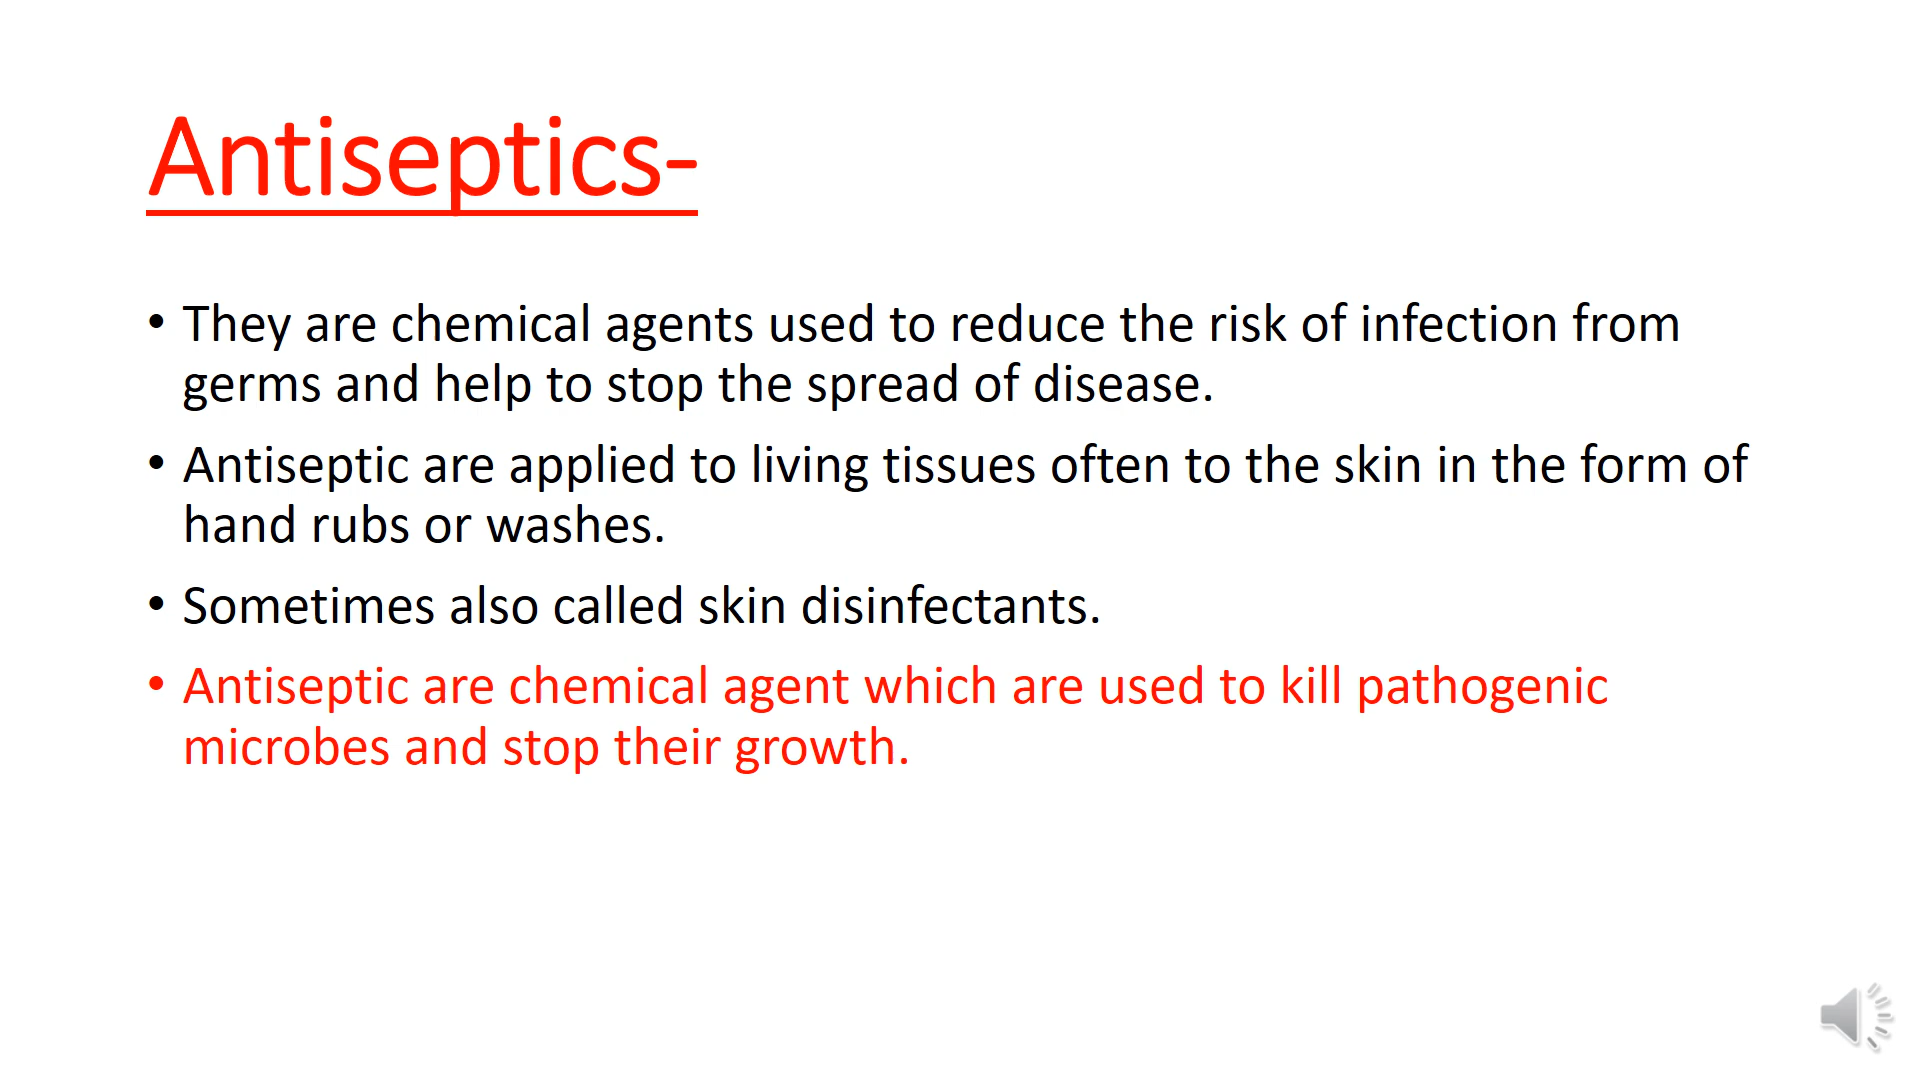 Antiseptics-
• They are chemical agents used to reduce the risk of infection from
germs and help to stop the spread of disease.
• Antiseptic are applied to living tissues often to the skin in the form of
hand rubs or washes.
• Sometimes also called skin disinfectants.
• Antiseptic are chemical agent which are used to kill pathogenic
microbes and stop their growth.